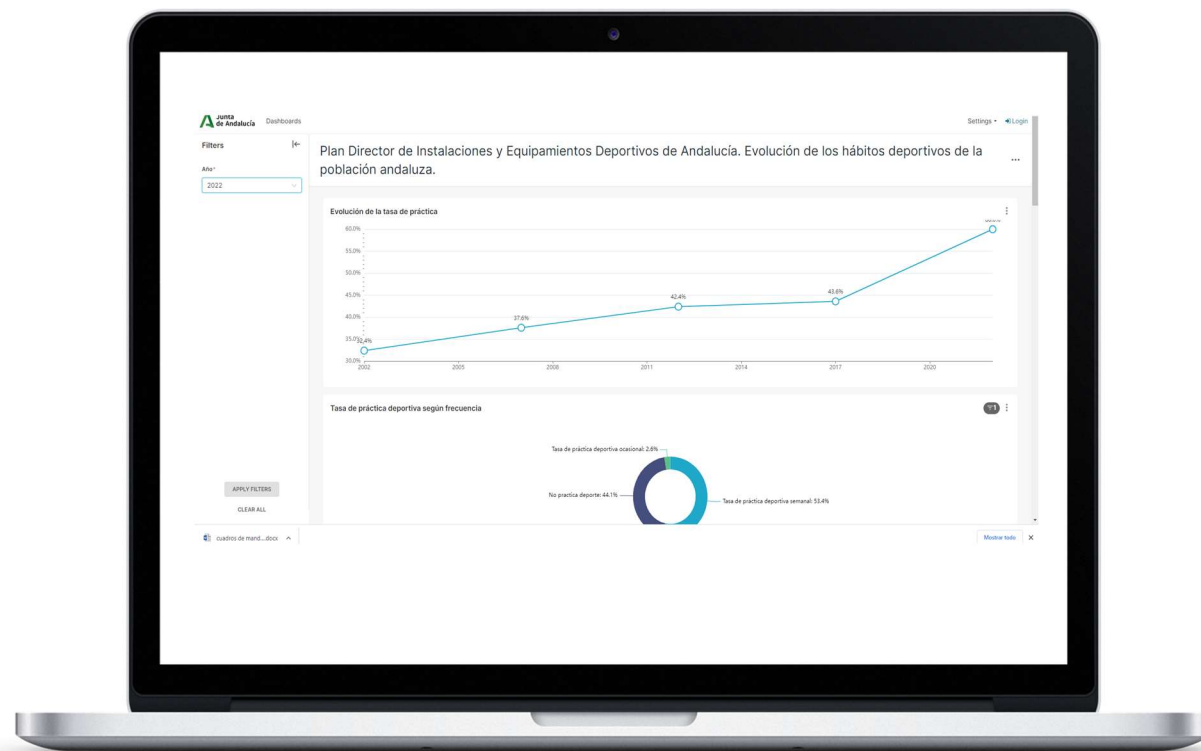 Junta
de Andalucía
Dashboards
Settings
Login
Filters
Año*
2022
APPLY FILTERS
CLEAR ALL
Plan Director de Instalaciones y Equipamientos Deportivos de Andalucía. Evolución de los hábitos deportivos de la
población andaluza.
Evolución de la tasa de práctica
60.0%
55.0%
50.0%
45.0%
40.0%
35.0%
30.0%
32,4%
37,6%
42,4%
43,6%
2002
2005
2008
2011
2014
2017
2020
Tasa de práctica deportiva según frecuencia
1
Tasa de práctica deportiva ocasional: 2.6%
No practica deporte: 44.1%
Tasa de práctica deportiva semanal: 53.4%
cuadros de mand....docx
Mostrar todo